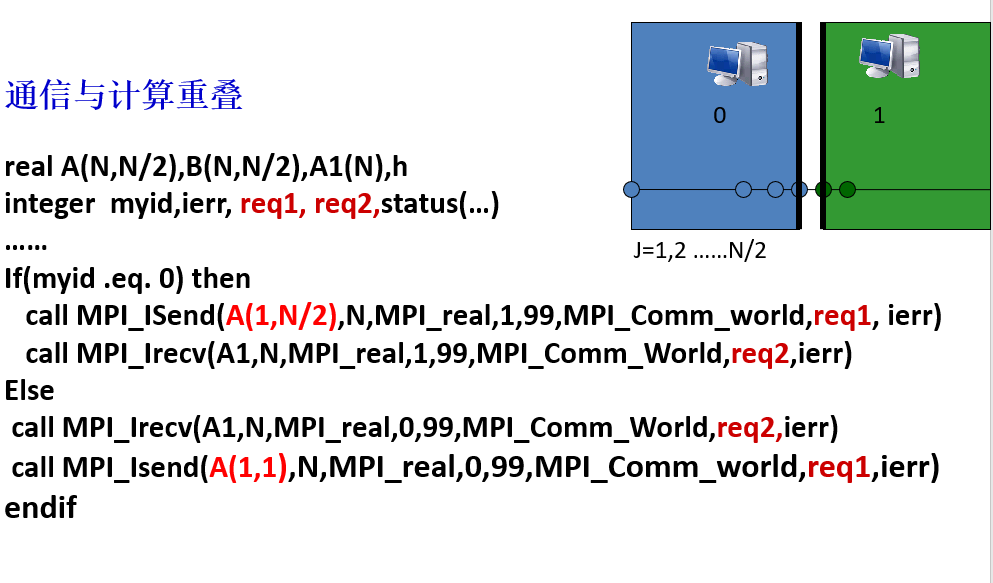 通信与计算重叠
real A(N,N/2),B(N,N/2),A1(N),h
integer myid,ierr, req1, req2,status(…)
……
If(myid .eq. 0) then
call MPI_ISend(A(1,N/2),N,MPI_real,1,99,MPI_Comm_world,req1, ierr)
call MPI_Irecv(A1,N,MPI_real,1,99,MPI_Comm_World,req2,ierr)
Else
call MPI_Irecv(A1,N,MPI_real,0,99,MPI_Comm_World,req2,ierr)
call MPI_Isend(A(1,1),N,MPI_real,0,99,MPI_Comm_world,req1,ierr)
endif
0
1
J=1,2 ……N/2